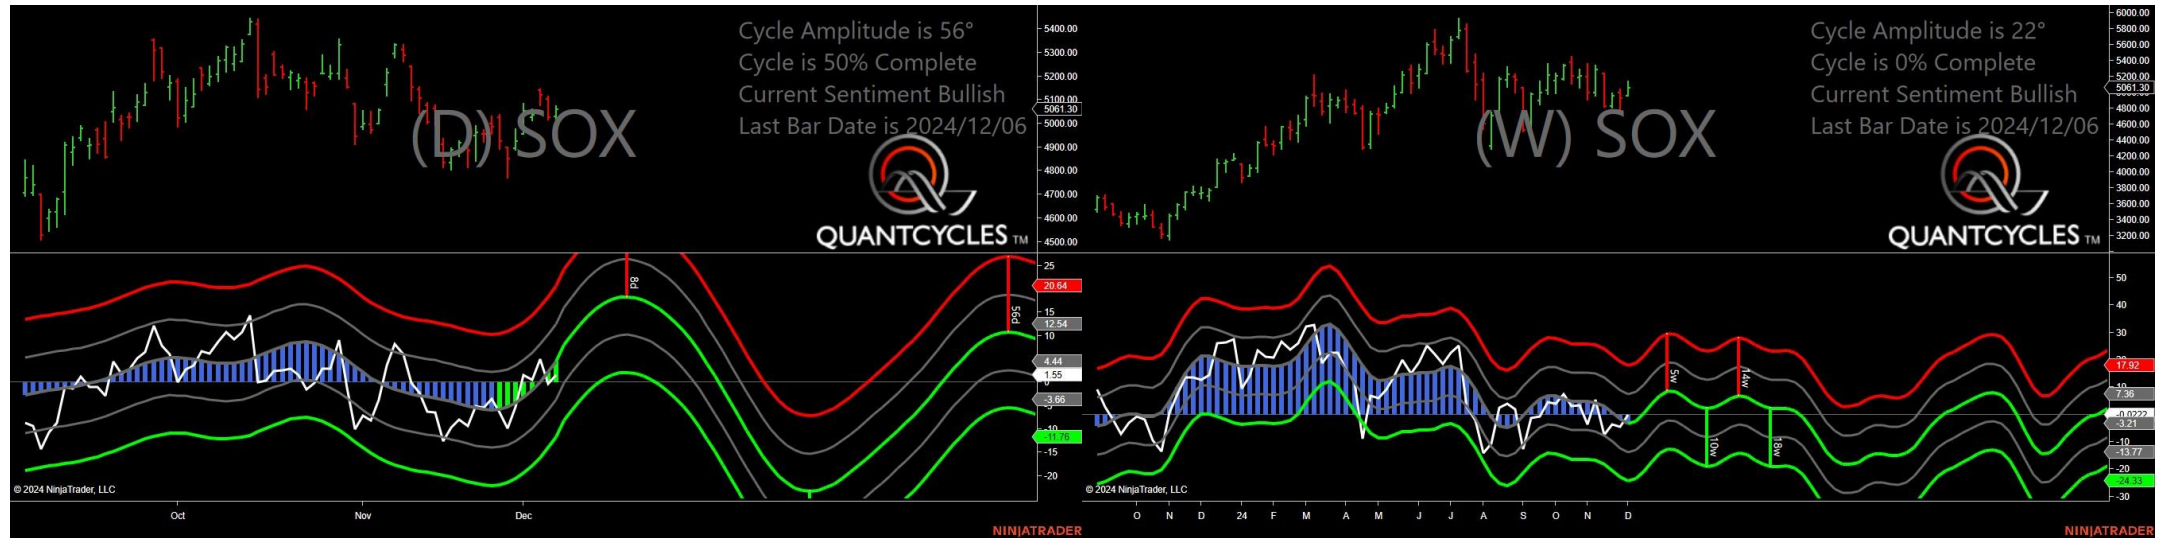 Cycle Amplitude is 56°
Cycle is 50% Complete
Current Sentiment Bullish
Last Bar Date is 2024/12/06
(D) SOX
QUANTCYCLES TM
5400.00
5300.00
5200.00
5100.00
5061.30
5000.00
4900.00
4800.00
4700.00
4600.00
4500.00
8d
56d
25
20.64
15
12.54
10
4.44
1.55
-3.66
-10
-11.76
-15
-20
© 2024 NinjaTrader, LLC
Oct
Nov
Dec
NINJATRADER
Cycle Amplitude is 22°
Cycle is 0% Complete
Current Sentiment Bullish
Last Bar Date is 2024/12/06
(W) SOX
QUANTCYCLES TM
6000.00
5800.00
5600.00
5400.00
5200.00
5061.30
4800.00
4600.00
4400.00
4200.00
4000.00
3800.00
3600.00
3400.00
3200.00
5w
14w
10w
18w
50
40
30
17.92
10
7.36
-0.0222
-3.21
-10
-13.77
-20
-24.33
-30
© 2024 NinjaTrader, LLC
O N D 24 F M A M J J A S O N D
NINJATRADER